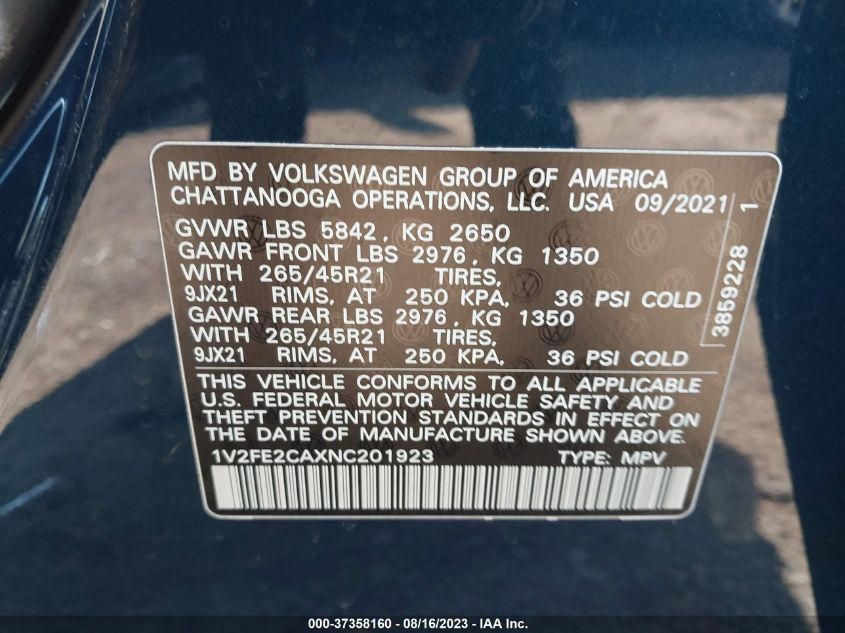 MFD BY VOLKSWAGEN GROUP OF AMERICA
CHATTANOOGA OPERATIONS, LLC. USA 09/2021
GVWR LBS 5842, KG 2650
GAWR FRONT LBS 2976, KG 1350
WITH 265/45R21 TIRES,
9JX21 RIMS, AT 250 KPA, 36 PSI COLD
GAWR REAR LBS 2976, KG 1350
WITH 265/45R21 TIRES,
9JX21 RIMS, AT 250 KPA, 36 PSI COLD
THIS VEHICLE CONFORMS TO ALL APPLICABLE
U.S. FEDERAL MOTOR VEHICLE SAFETY AND
THEFT PREVENTION STANDARDS IN EFFECT ON
THE DATE OF MANUFACTURE SHOWN ABOVE.
1V2FE2CAXNC201923 TYPE: MPV
3859228 1
000-37358160 - 08/16/2023 - © IAA Inc.